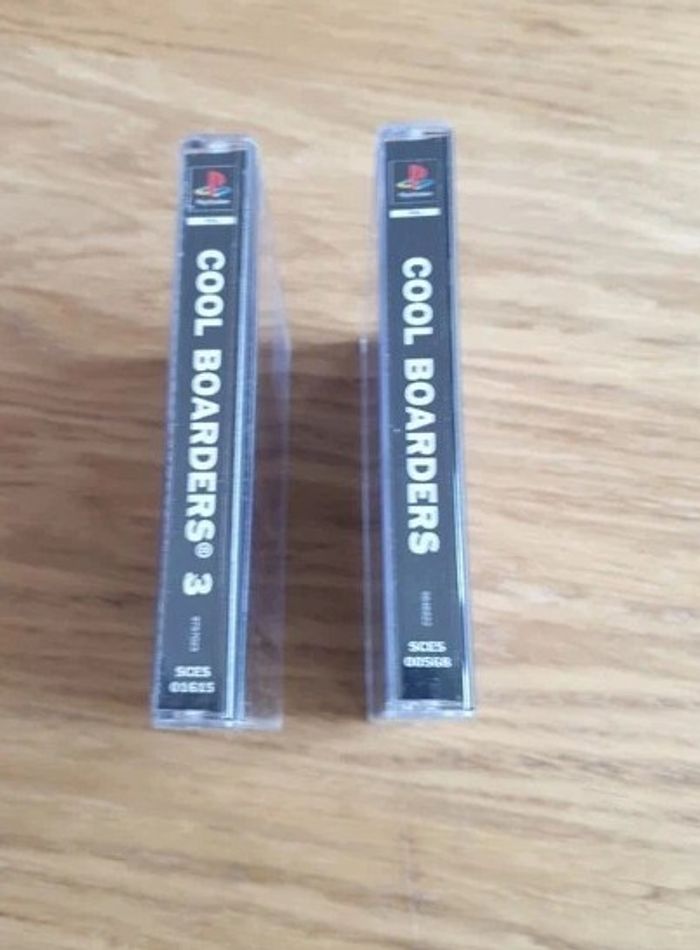 COOL BOARDERS® 3
SCES
01615
COOL BOARDERS
SCES
00568